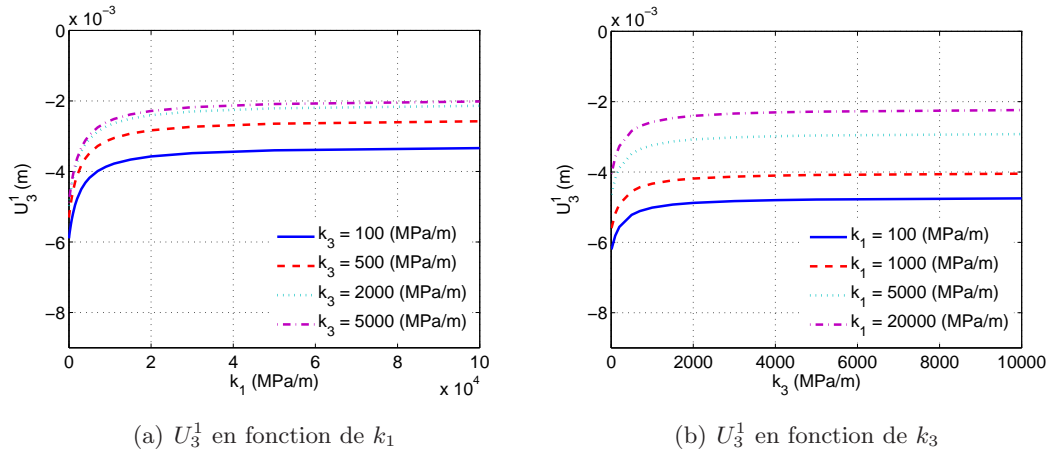 x 10⁻³
0
−2
−4
−6
−8
U₃¹ (m)
0
2
4
6
8
10
k₁ (MPa/m)
x 10⁴
k₃ = 100 (MPa/m)
k₃ = 500 (MPa/m)
k₃ = 2000 (MPa/m)
k₃ = 5000 (MPa/m)
(a) U₃¹ en fonction de k₁
x 10⁻³
0
−2
−4
−6
−8
U₃¹ (m)
0
2000
4000
6000
8000
10000
k₃ (MPa/m)
k₁ = 100 (MPa/m)
k₁ = 1000 (MPa/m)
k₁ = 5000 (MPa/m)
k₁ = 20000 (MPa/m)
(b) U₃¹ en fonction de k₃